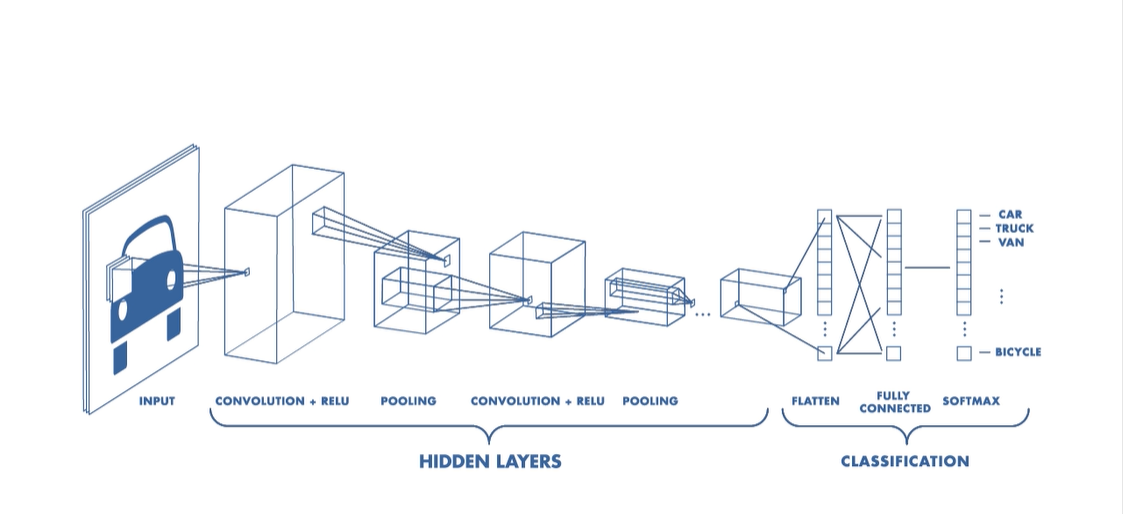 CAR
TRUCK
VAN
BICYCLE
INPUT
CONVOLUTION + RELU
POOLING
CONVOLUTION + RELU
POOLING
FLATTEN
FULLY
CONNECTED
SOFTMAX
HIDDEN LAYERS
CLASSIFICATION